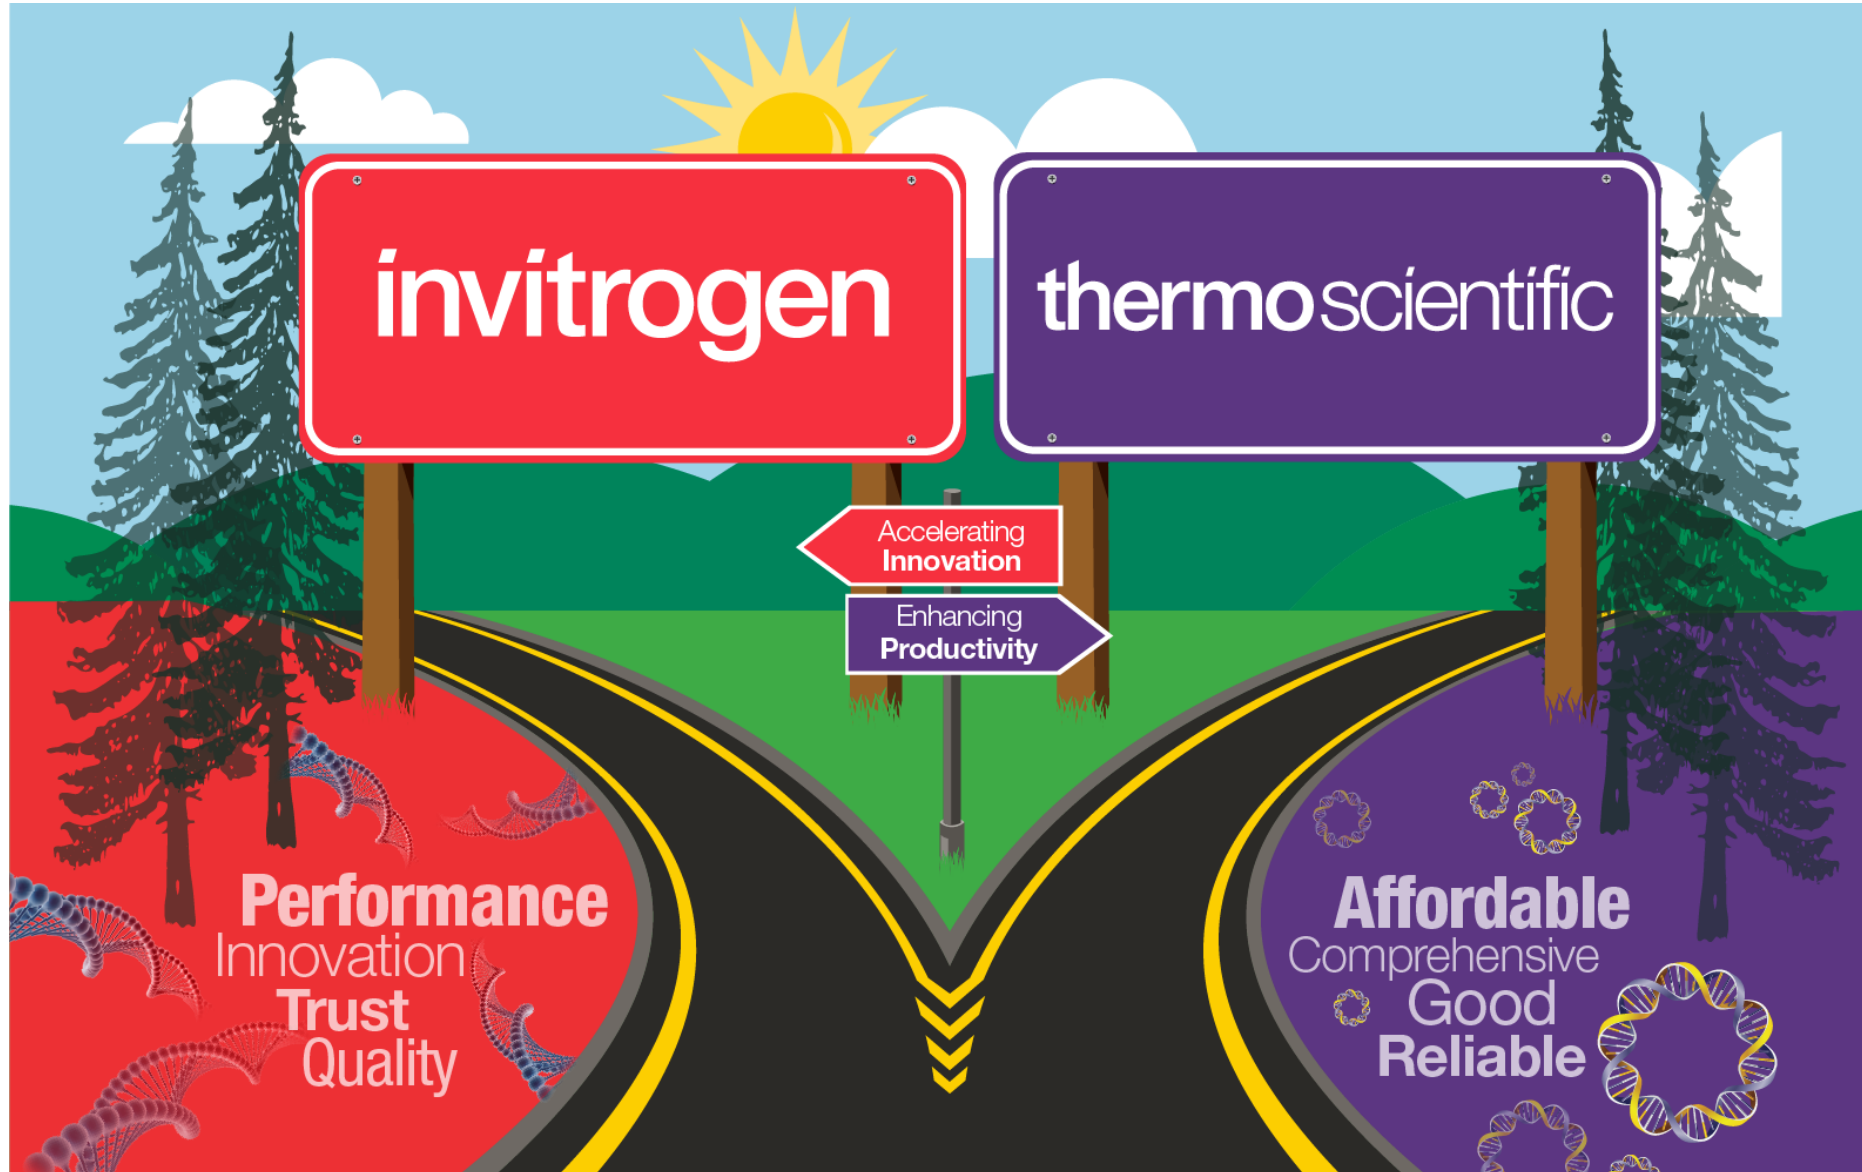 invitrogen
thermoscientific
Accelerating
Innovation
Enhancing
Productivity
Performance
Innovation
Trust
Quality
Affordable
Comprehensive
Good
Reliable